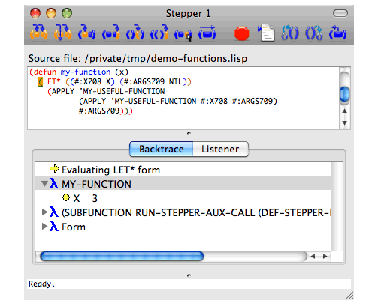 Stepper 1
Source file: /private/tmp/demo-functions.lisp
(defun my-function (x)
(LET* ((#:X708 X) (#:ARGS709 NIL))
(APPLY 'MY-USEFUL-FUNCTION
(APPLY 'MY-USEFUL-FUNCTION #:X708 #:ARGS709)
#:ARGS709)))
Backtrace Listener
Evaluating LET* form
λ MY-FUNCTION
X 3
λ (SUBFUNCTION RUN-STEPPER-AUX-CALL (DEF-STEPPER-I
λ Form
Ready.